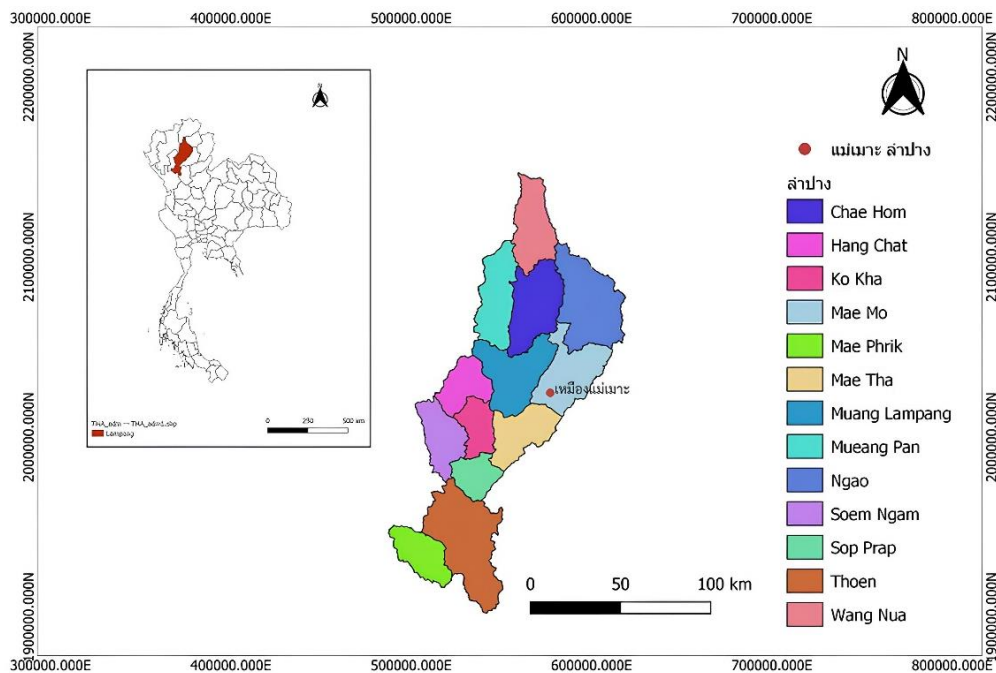 300000.000E 400000.000E 500000.000E 600000.000E 700000.000E 800000.000E
2200000.000N
2100000.000N
2000000.000N
1900000.000N
N
0 250 500 km
Lampang
N
แม่เมาะ ลำปาง
ลำปาง
Chae Hom
Hang Chat
Ko Kha
Mae Mo
Mae Phrik
Mae Tha
Muang Lampang
Mueang Pan
Ngao
Soem Ngam
Sop Prap
Thoen
Wang Nua
เหมืองแม่เมาะ
0 50 100 km
2200000.000N
2100000.000N
2000000.000N
1900000.000N
300000.000E 400000.000E 500000.000E 600000.000E 700000.000E 800000.000E